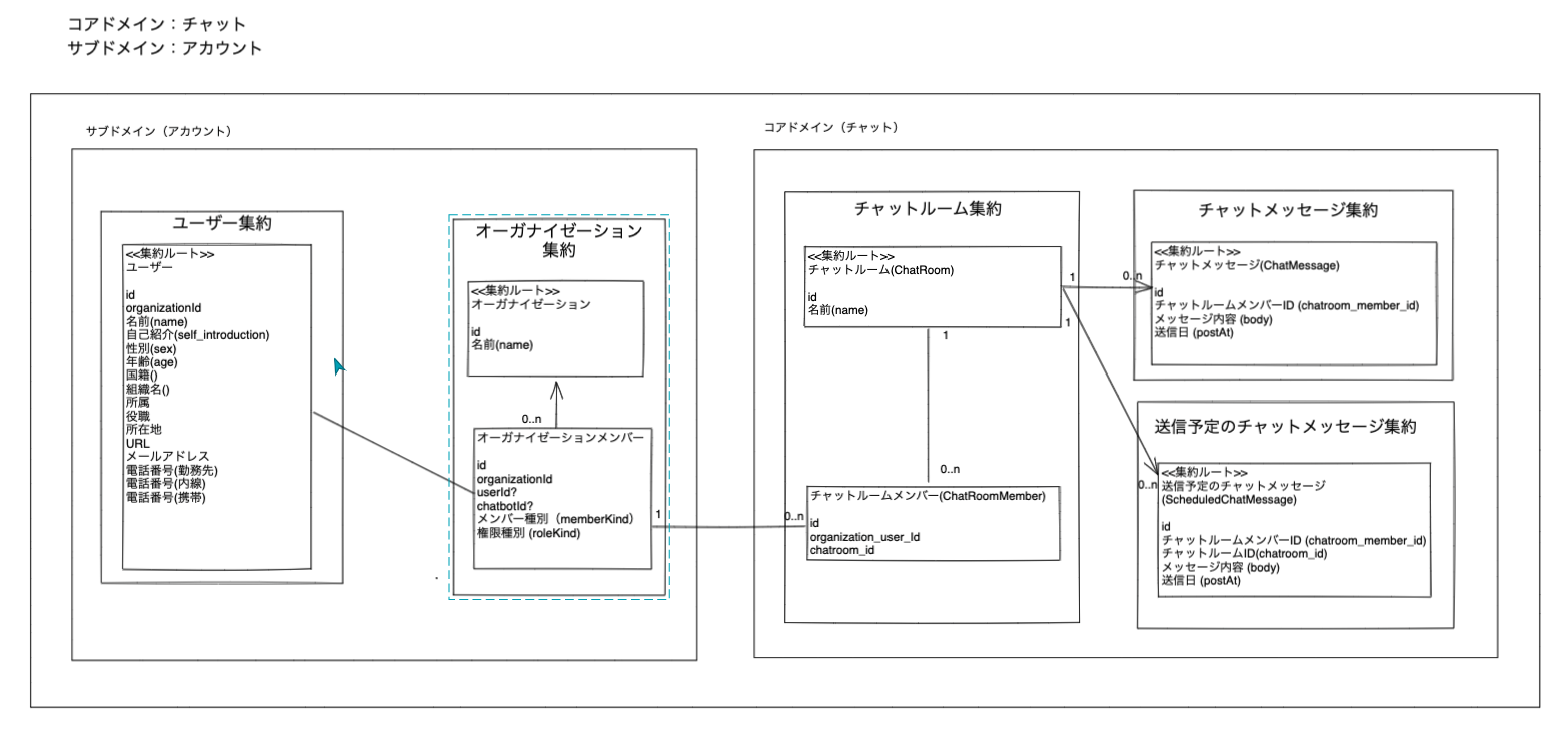 コアドメイン：チャット
サブドメイン：アカウント
サブドメイン（アカウント）
ユーザー集約
<<集約ルート>>
ユーザー
id
organizationId
名前(name)
自己紹介(self_introduction)
性別(sex)
年齢(age)
国籍()
組織名()
所属
役職
所在地
URL
メールアドレス
電話番号(勤務先)
電話番号(内線)
電話番号(携帯)
オーガナイゼーション
集約
<<集約ルート>>
オーガナイゼーション
id
名前(name)
0..n
オーガナイゼーションメンバー
id
organizationId
userId?
chatbotId?
メンバー種別（memberKind）
権限種別 (roleKind)
1
0..n
コアドメイン（チャット）
チャットルーム集約
<<集約ルート>>
チャットルーム(ChatRoom)
id
名前(name)
1
0..n
1
1
0..n
チャットルームメンバー(ChatRoomMember)
id
organization_user_Id
chatroom_id
チャットメッセージ集約
<<集約ルート>>
チャットメッセージ(ChatMessage)
id
チャットルームメンバーID (chatroom_member_id)
メッセージ内容 (body)
送信日 (postAt)
送信予定のチャットメッセージ集約
<<集約ルート>>
0..n
送信予定のチャットメッセージ
(ScheduledChatMessage)
id
チャットルームメンバーID (chatroom_member_id)
チャットルームID(chatroom_id)
メッセージ内容 (body)
送信日 (postAt)